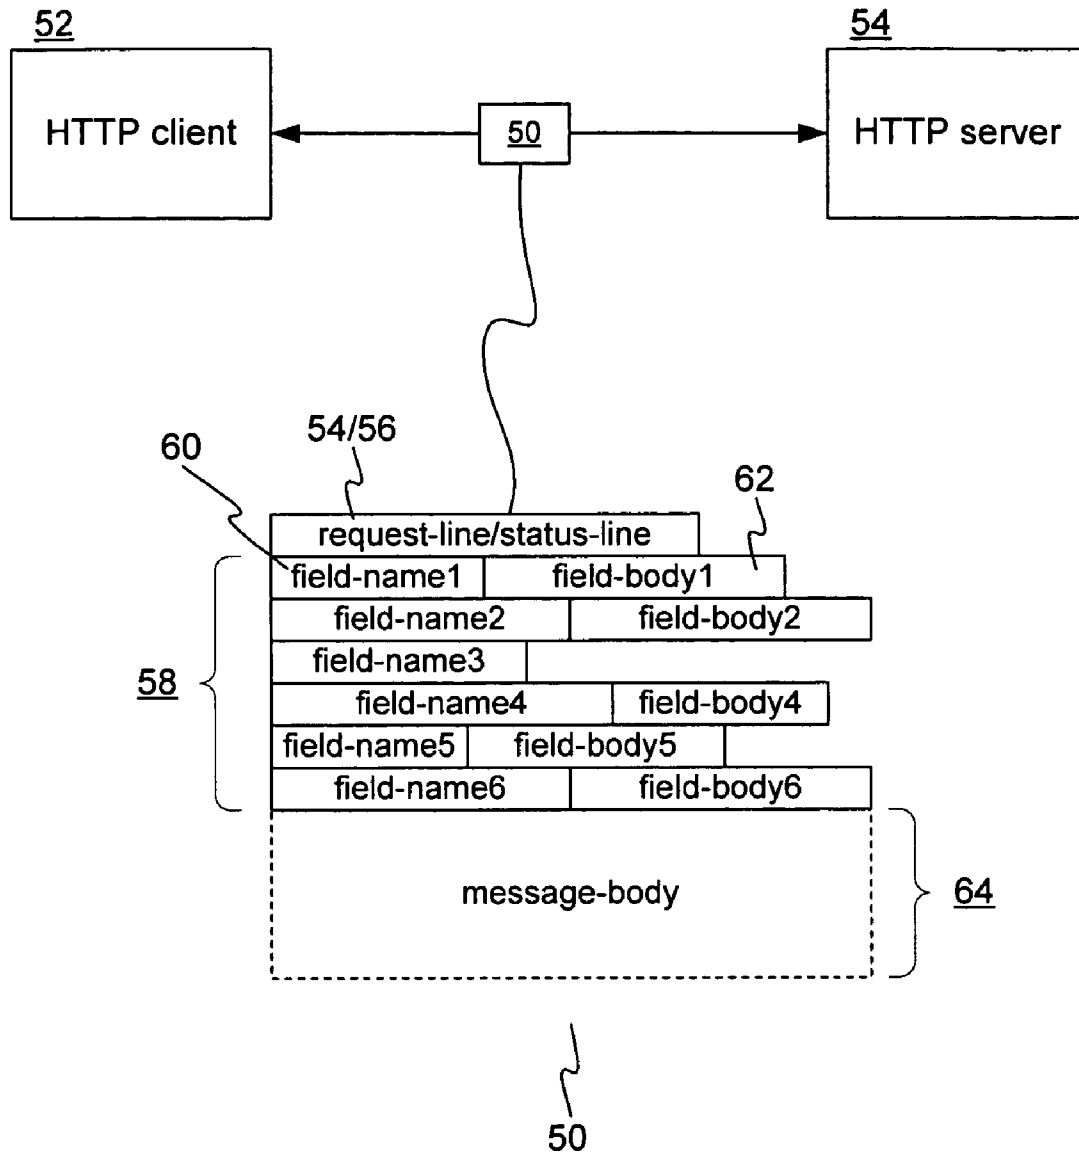 52
54
HTTP client
50
HTTP server
54/56
60
62
request-line/status-line
field-name1 field-body1
field-name2 field-body2
field-name3
58
field-name4 field-body4
field-name5 field-body5
field-name6 field-body6
message-body
64
50